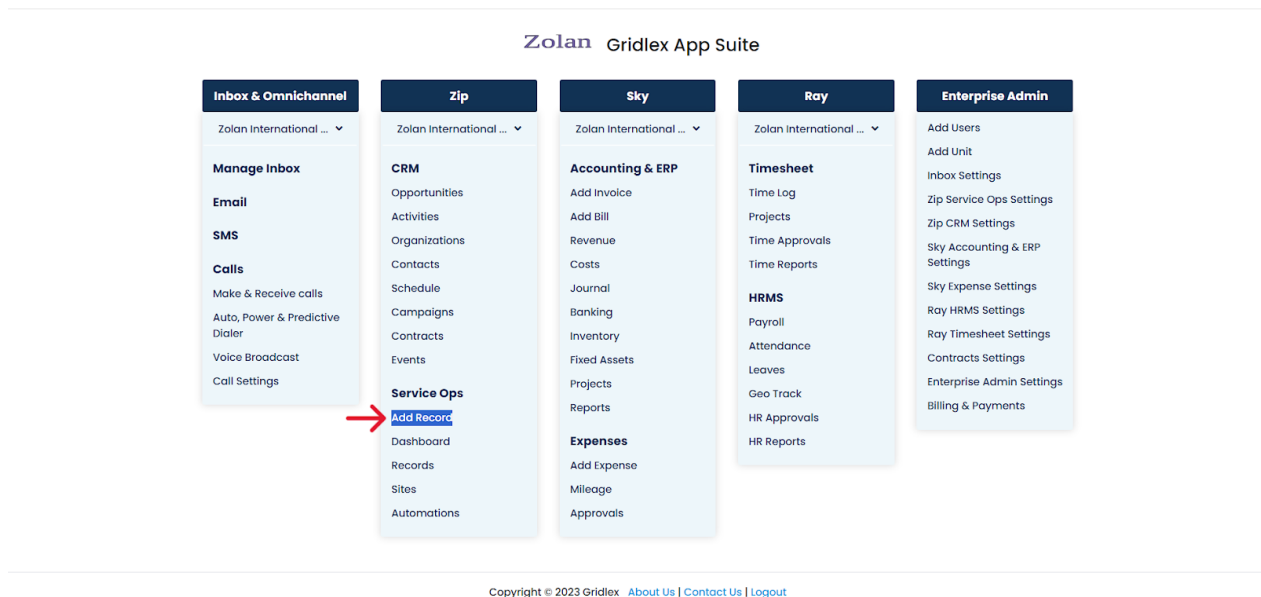 Zolan Gridlex App Suite
Inbox & Omnichannel
Zolan International ...
Manage Inbox
Email
SMS
Calls
Make & Receive calls
Auto, Power & Predictive
Dialer
Voice Broadcast
Call Settings
Zip
Zolan International ...
CRM
Opportunities
Activities
Organizations
Contacts
Schedule
Campaigns
Contracts
Events
Service Ops
Add Record
Dashboard
Records
Sites
Automations
Sky
Zolan International ...
Accounting & ERP
Add Invoice
Add Bill
Revenue
Costs
Journal
Banking
Inventory
Fixed Assets
Projects
Reports
Expenses
Add Expense
Mileage
Approvals
Ray
Zolan International ...
Timesheet
Time Log
Projects
Time Approvals
Time Reports
HRMS
Payroll
Attendance
Leaves
Geo Track
HR Approvals
HR Reports
Enterprise Admin
Add Users
Add Unit
Inbox Settings
Zip Service Ops Settings
Zip CRM Settings
Sky Accounting & ERP
Settings
Sky Expense Settings
Ray HRMS Settings
Ray Timesheet Settings
Contracts Settings
Enterprise Admin Settings
Billing & Payments
Copyright © 2023 Gridlex About Us | Contact Us | Logout